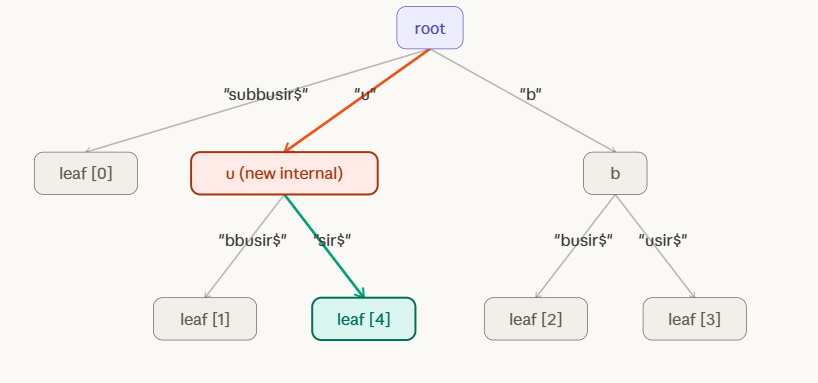 root
"subbusir$"
"u"
"b"
leaf [0]
u (new internal)
b
"bbusir$"
"sir$"
"busir$"
"usir$"
leaf [1]
leaf [4]
leaf [2]
leaf [3]